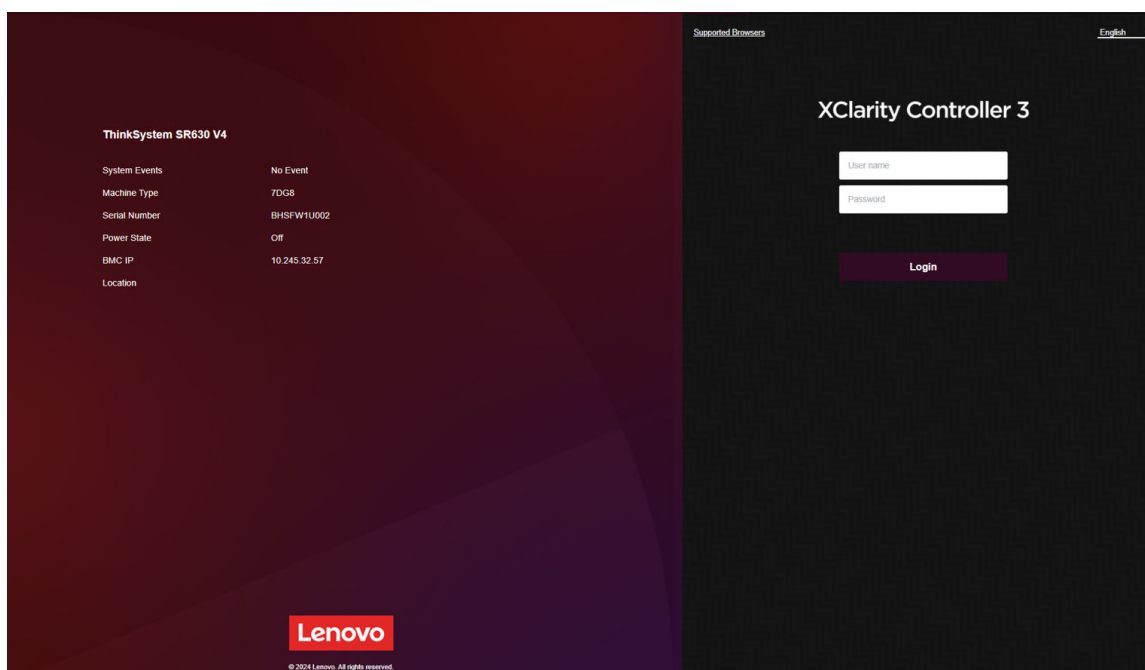 Supported Browsers
English
XClarity Controller 3
ThinkSystem SR630 V4
System Events No Event
Machine Type 7DG8
Serial Number BHSFW1U002
Power State Off
BMC IP 10.245.32.57
Location
User name
Password
Login
Lenovo
© 2024 Lenovo. All rights reserved.